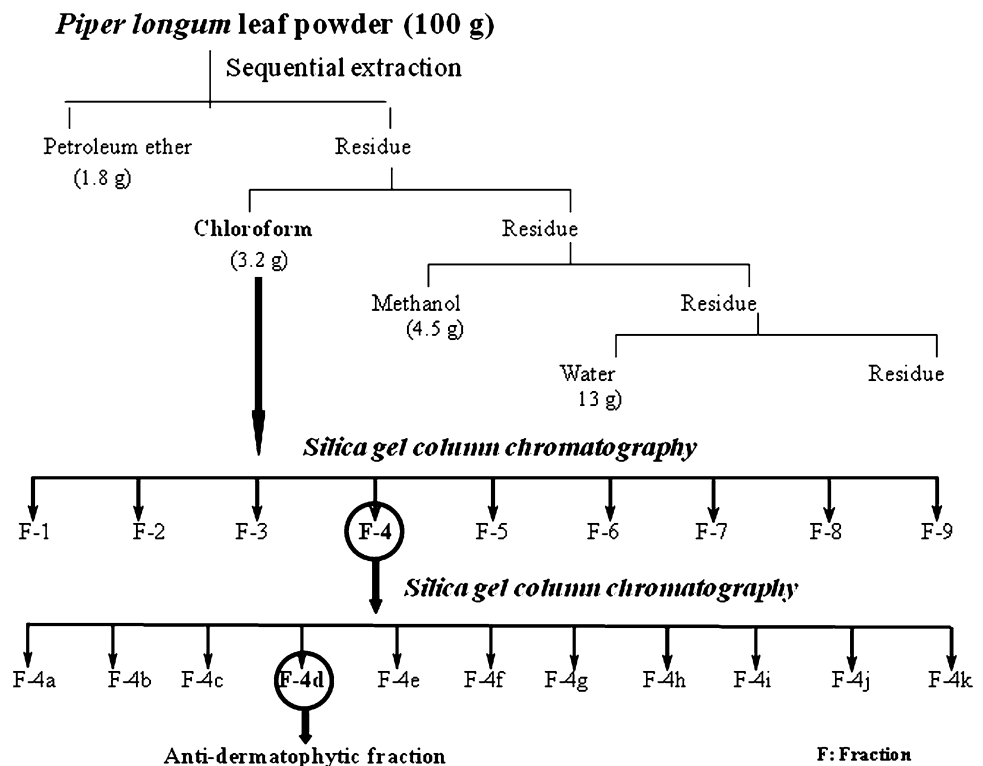 Piper longum leaf powder (100 g)
Sequential extraction
Petroleum ether
(1.8 g)
Residue
Chloroform
(3.2 g)
Residue
Methanol
(4.5 g)
Residue
Water
13 g)
Residue
Silica gel column chromatography
F-1 F-2 F-3 F-4 F-5 F-6 F-7 F-8 F-9
Silica gel column chromatography
F-4a F-4b F-4c F-4d F-4e F-4f F-4g F-4h F-4i F-4j F-4k
Anti-dermatophytic fraction
F: Fraction